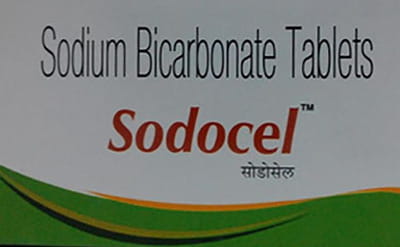 Sodium Bicarbonate Tablets
Sodocel™
सोडोसेल